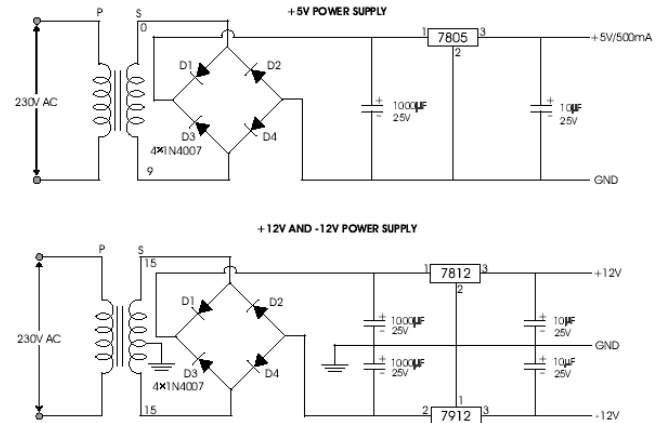 +5V POWER SUPPLY
P S
0
1 7805 3
2
+5V/500mA
D1 D2
230V AC
+ 1000µF
- 25V
+ 10µF
- 25V
D3 D4
4×1N4007
9
GND
+12V AND -12V POWER SUPPLY
P S
15
1 7812 3
2
+12V
D1 D2
+ 1000µF
- 25V
+ 10µF
- 25V
230V AC
GND
D3 D4
+ 1000µF
- 25V
+ 10µF
- 25V
4×1N4007
15
1
2 7912 3
-12V